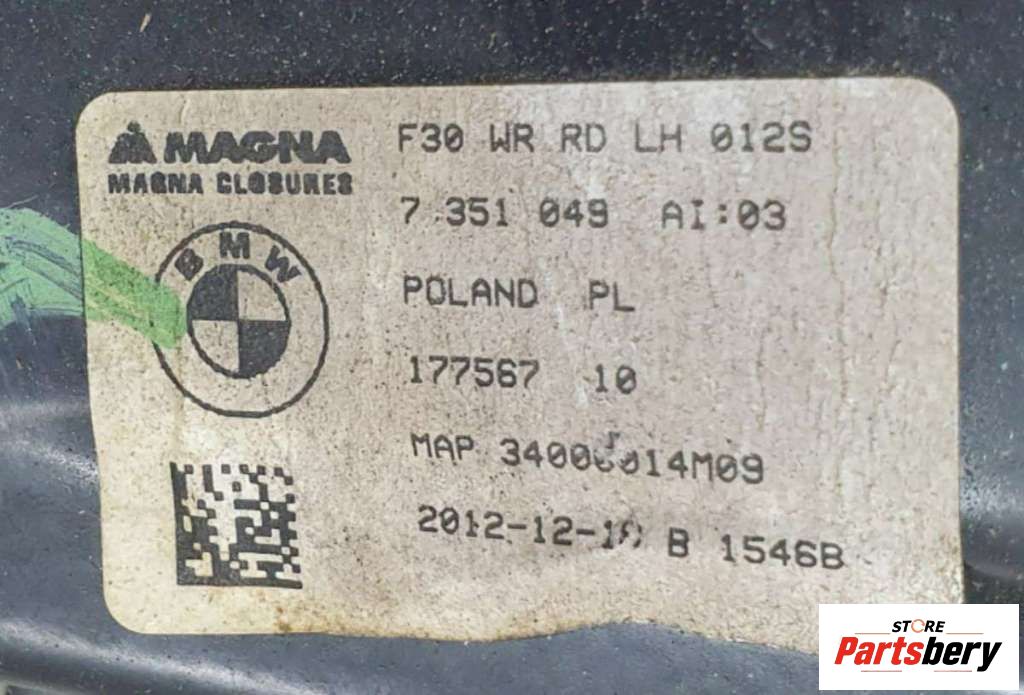 MAGNA
MAGNA CLOSURES
BMW
F30 WR RD LH 012S
7 351 049 AI:03
POLAND PL
177567 10
MAP
B 1546B
STORE
Partsbery